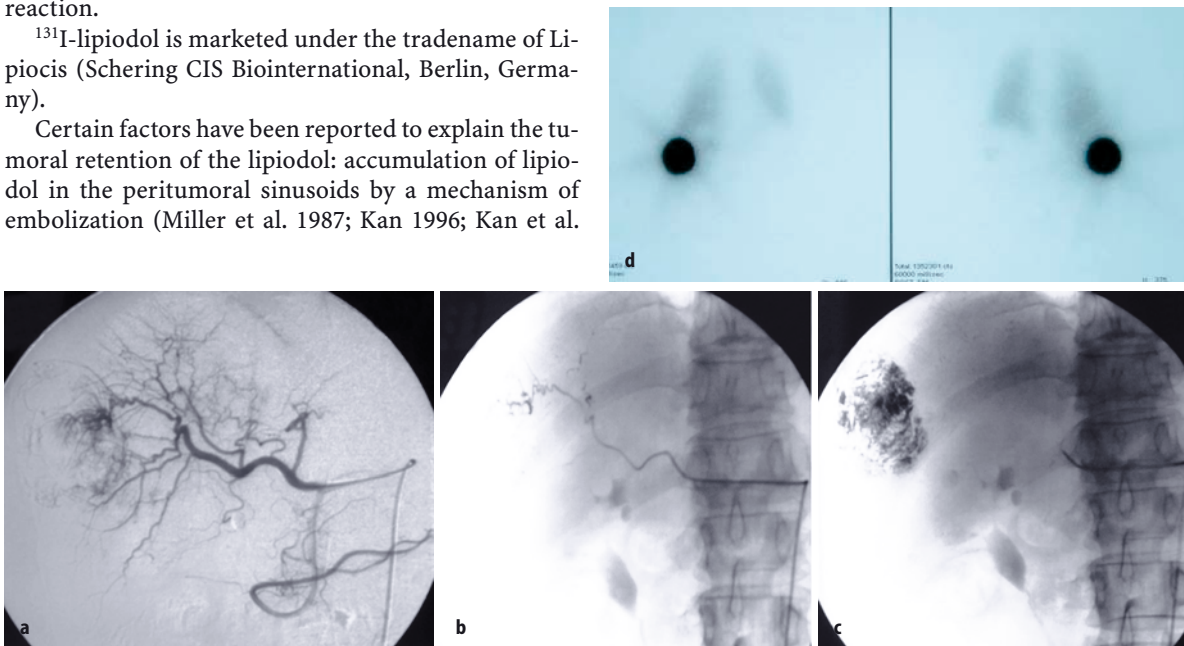 reaction.
¹³¹I-lipiodol is marketed under the tradename of Li-
piocis (Schering CIS Biointernational, Berlin, Germa-
ny).
Certain factors have been reported to explain the tu-
moral retention of the lipiodol: accumulation of lipio-
dol in the peritumoral sinusoids by a mechanism of
embolization (Miller et al. 1987; Kan 1996; Kan et al.
d
a
b
c